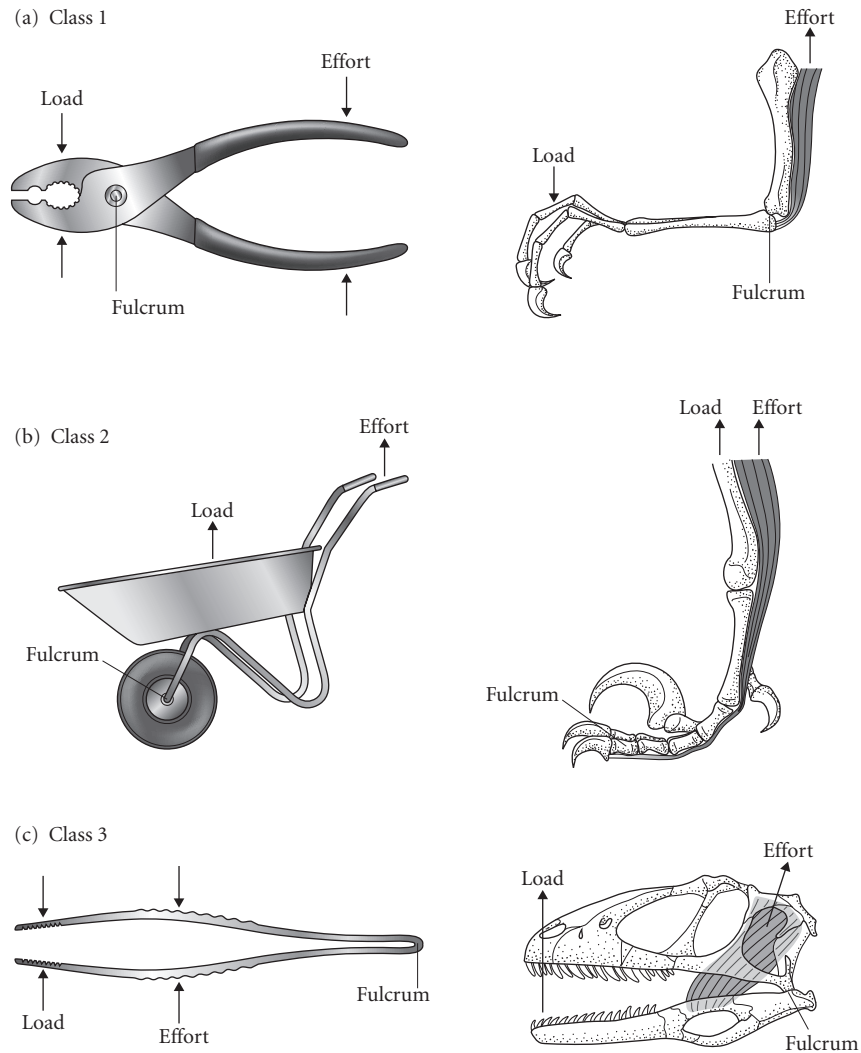 (a) Class 1
Effort
Load
Fulcrum
Effort
Load
Fulcrum
(b) Class 2
Effort
Load
Fulcrum
Load Effort
Fulcrum
(c) Class 3
Load
Effort
Fulcrum
Effort
Load
Fulcrum